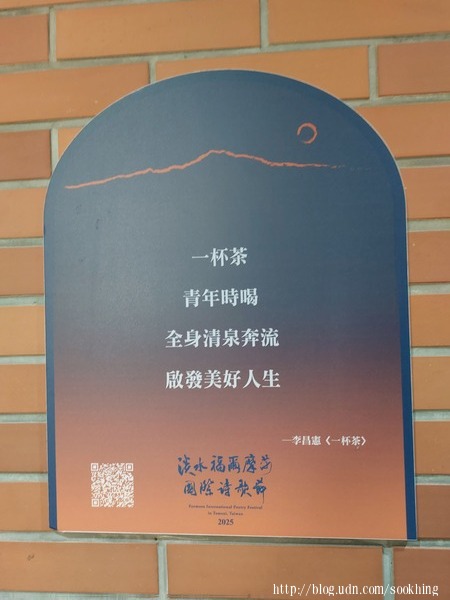 一杯茶
青年時喝
全身清泉奔流
啟發美好人生
—李昌憲《一杯茶》
淡水福爾摩莎
國際詩歌節
Formosa International Poetry Festival
in Tamsui, Taiwan
2025
http://blog.udn.com/sookhing